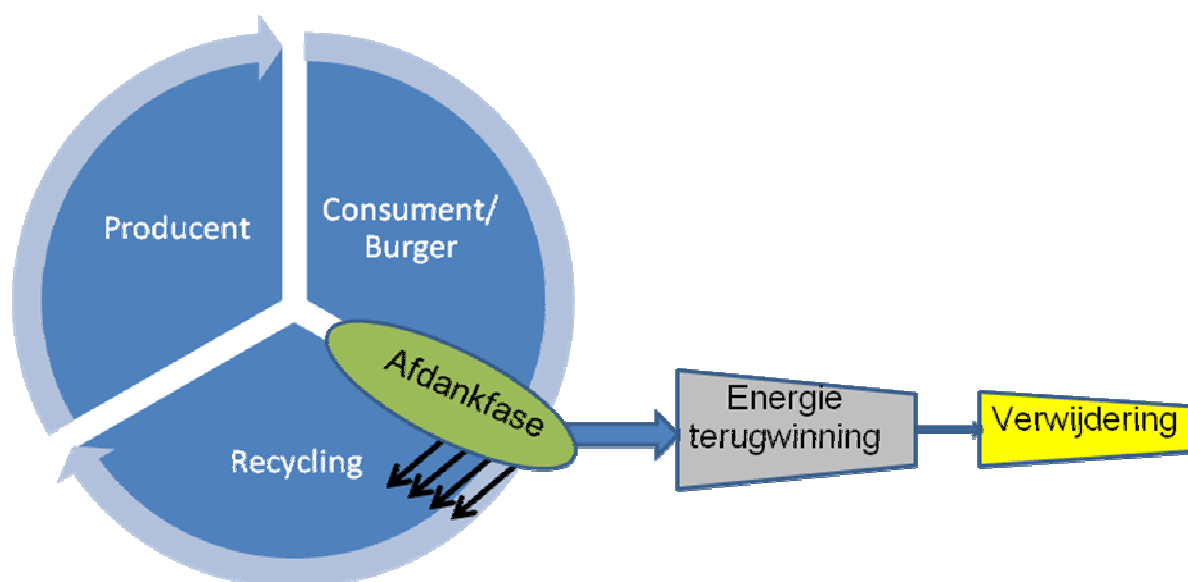 Producent
Consument/
Burger
Afdankfase
Recycling
Energie
terugwinning
Verwijdering